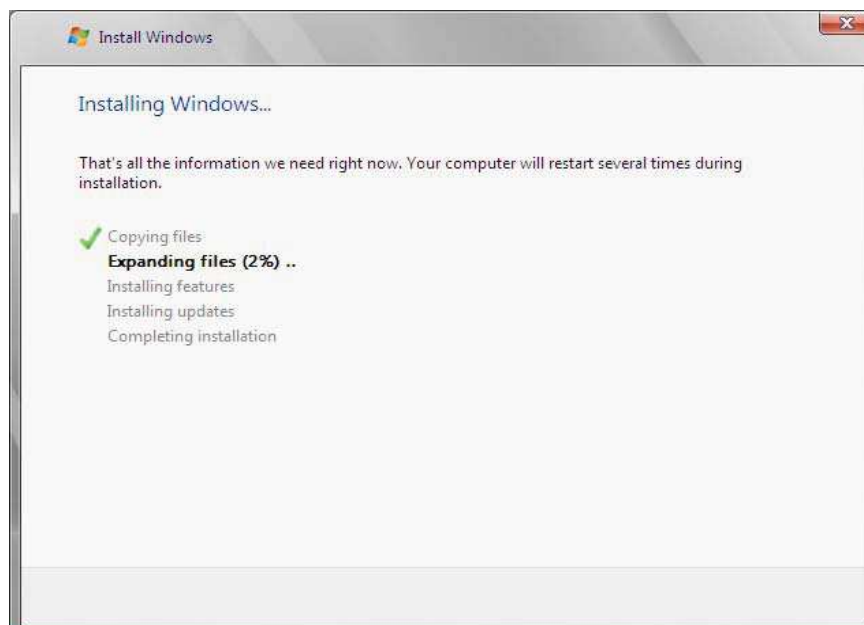 Install Windows
Installing Windows...
That's all the information we need right now. Your computer will restart several times during
installation.
Copying files
Expanding files (2%) ..
Installing features
Installing updates
Completing installation